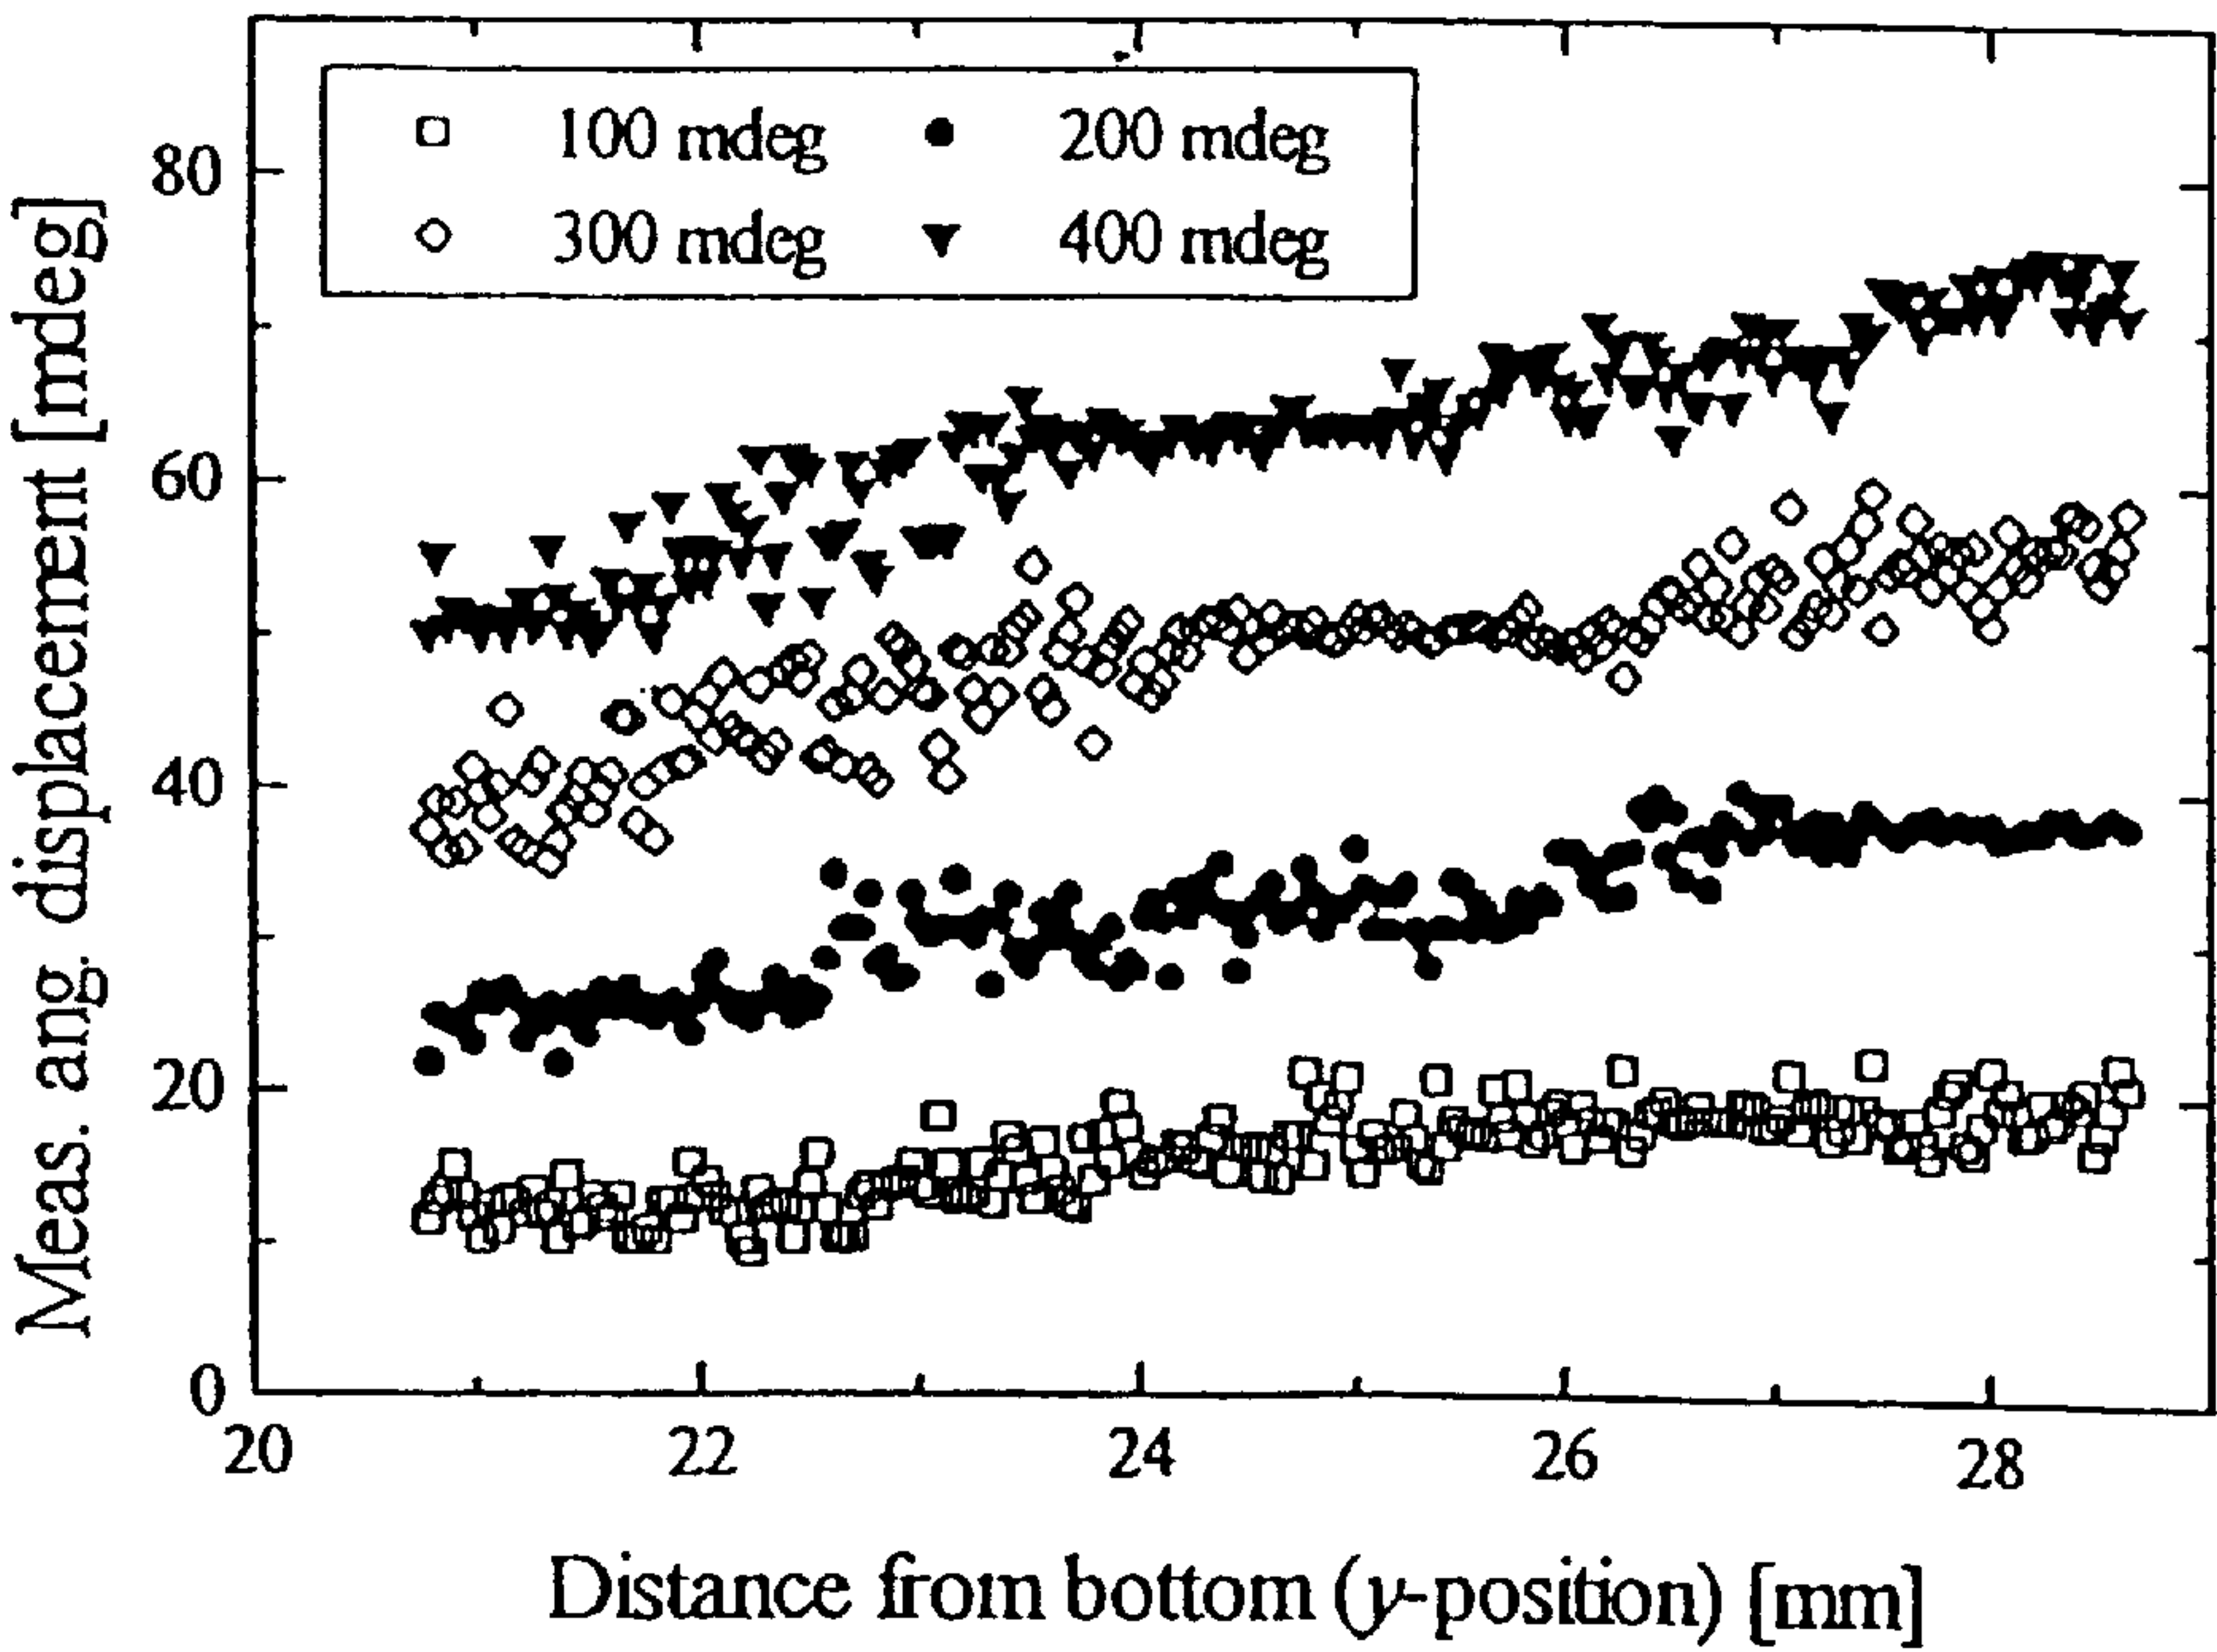 100 mdeg 200 mdeg
300 mdeg 400 mdeg
80
60
40
20
0
20 22 24 26 28
Meas. ang. displacement [mdeg]
Distance from bottom (y-position) [mm]